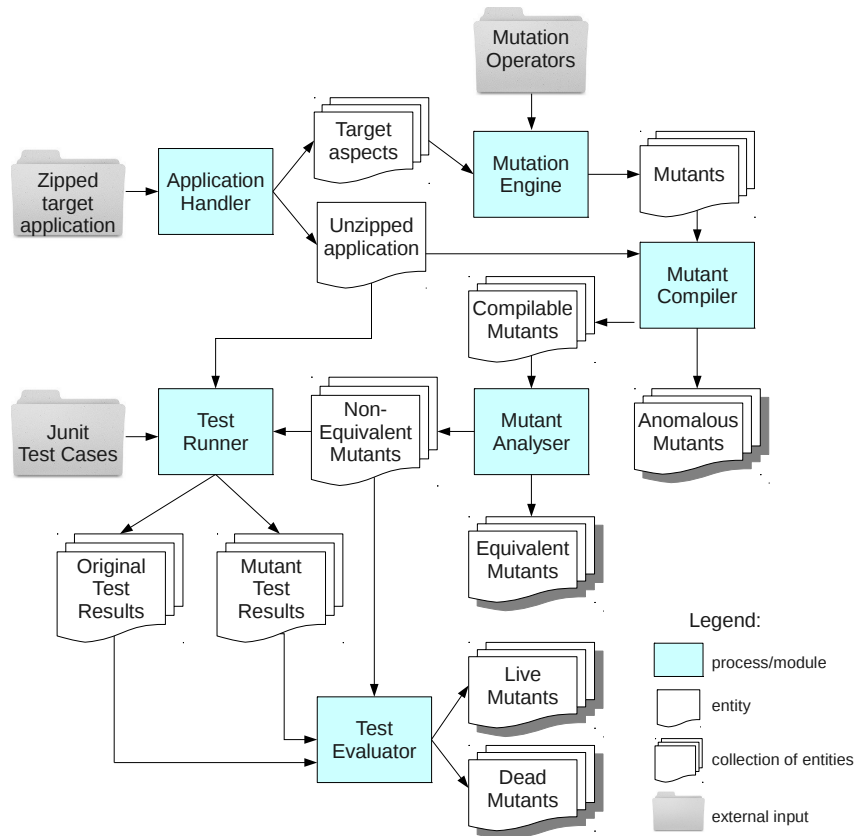 Mutation
Operators
Target
aspects
Zipped
target
application
Application
Handler
Mutation
Engine
Mutants
Unzipped
application
Mutant
Compiler
Compilable
Mutants
Junit
Test Cases
Test
Runner
Non-
Equivalent
Mutants
Mutant
Analyser
Anomalous
Mutants
Original
Test
Results
Mutant
Test
Results
Equivalent
Mutants
Legend:
process/module
entity
collection of entities
external input
Live
Mutants
Test
Evaluator
Dead
Mutants